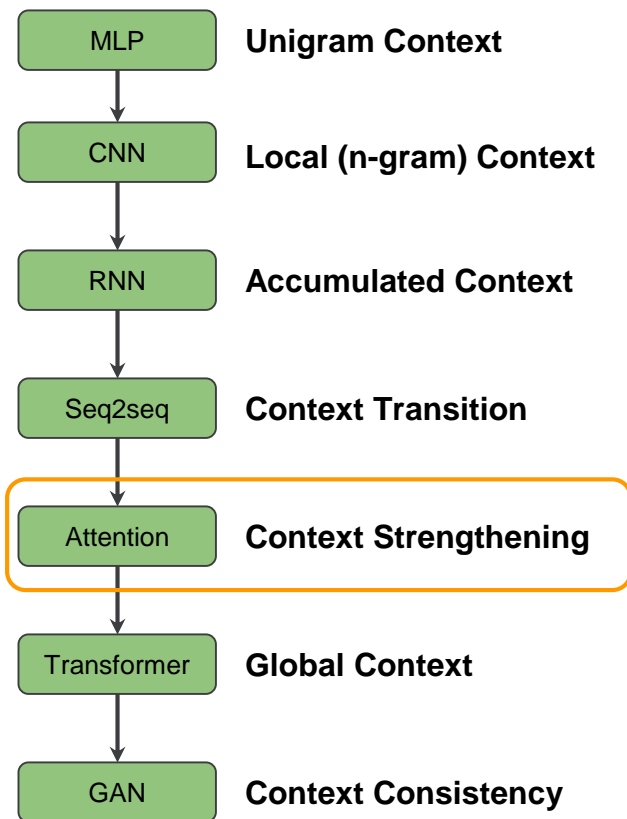 MLP Unigram Context
CNN Local (n-gram) Context
RNN Accumulated Context
Seq2seq Context Transition
Attention Context Strengthening
Transformer Global Context
GAN Context Consistency